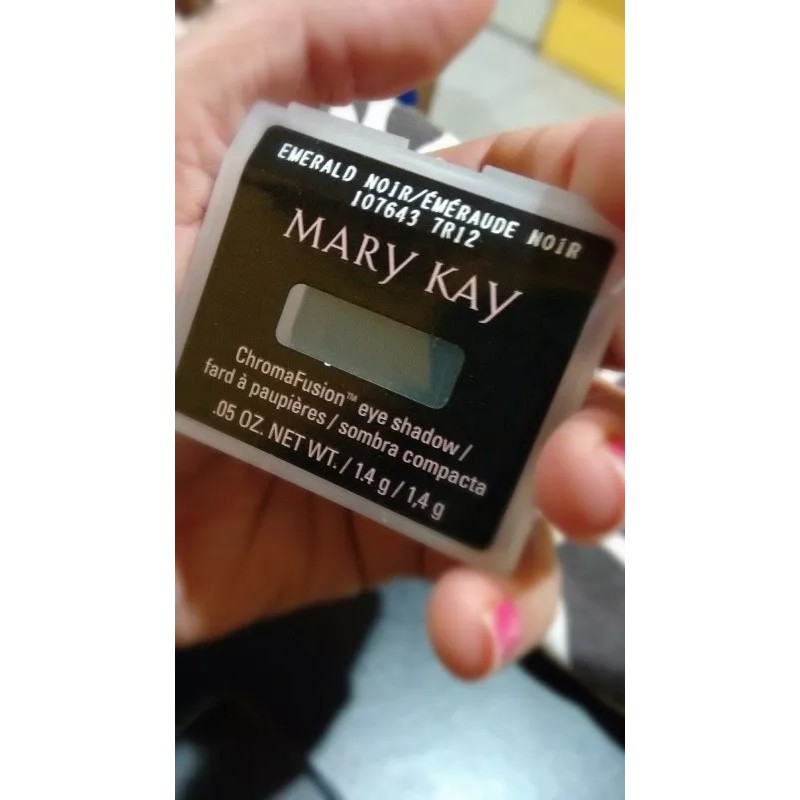 EMERALD NOIR/ÉMÉRAUDE NOIR
107643 7R12
MARY KAY
ChromaFusion™ eye shadow /
fard à paupières / sombra compacta
.05 OZ. NET WT. / 1.4 g / 1,4 g